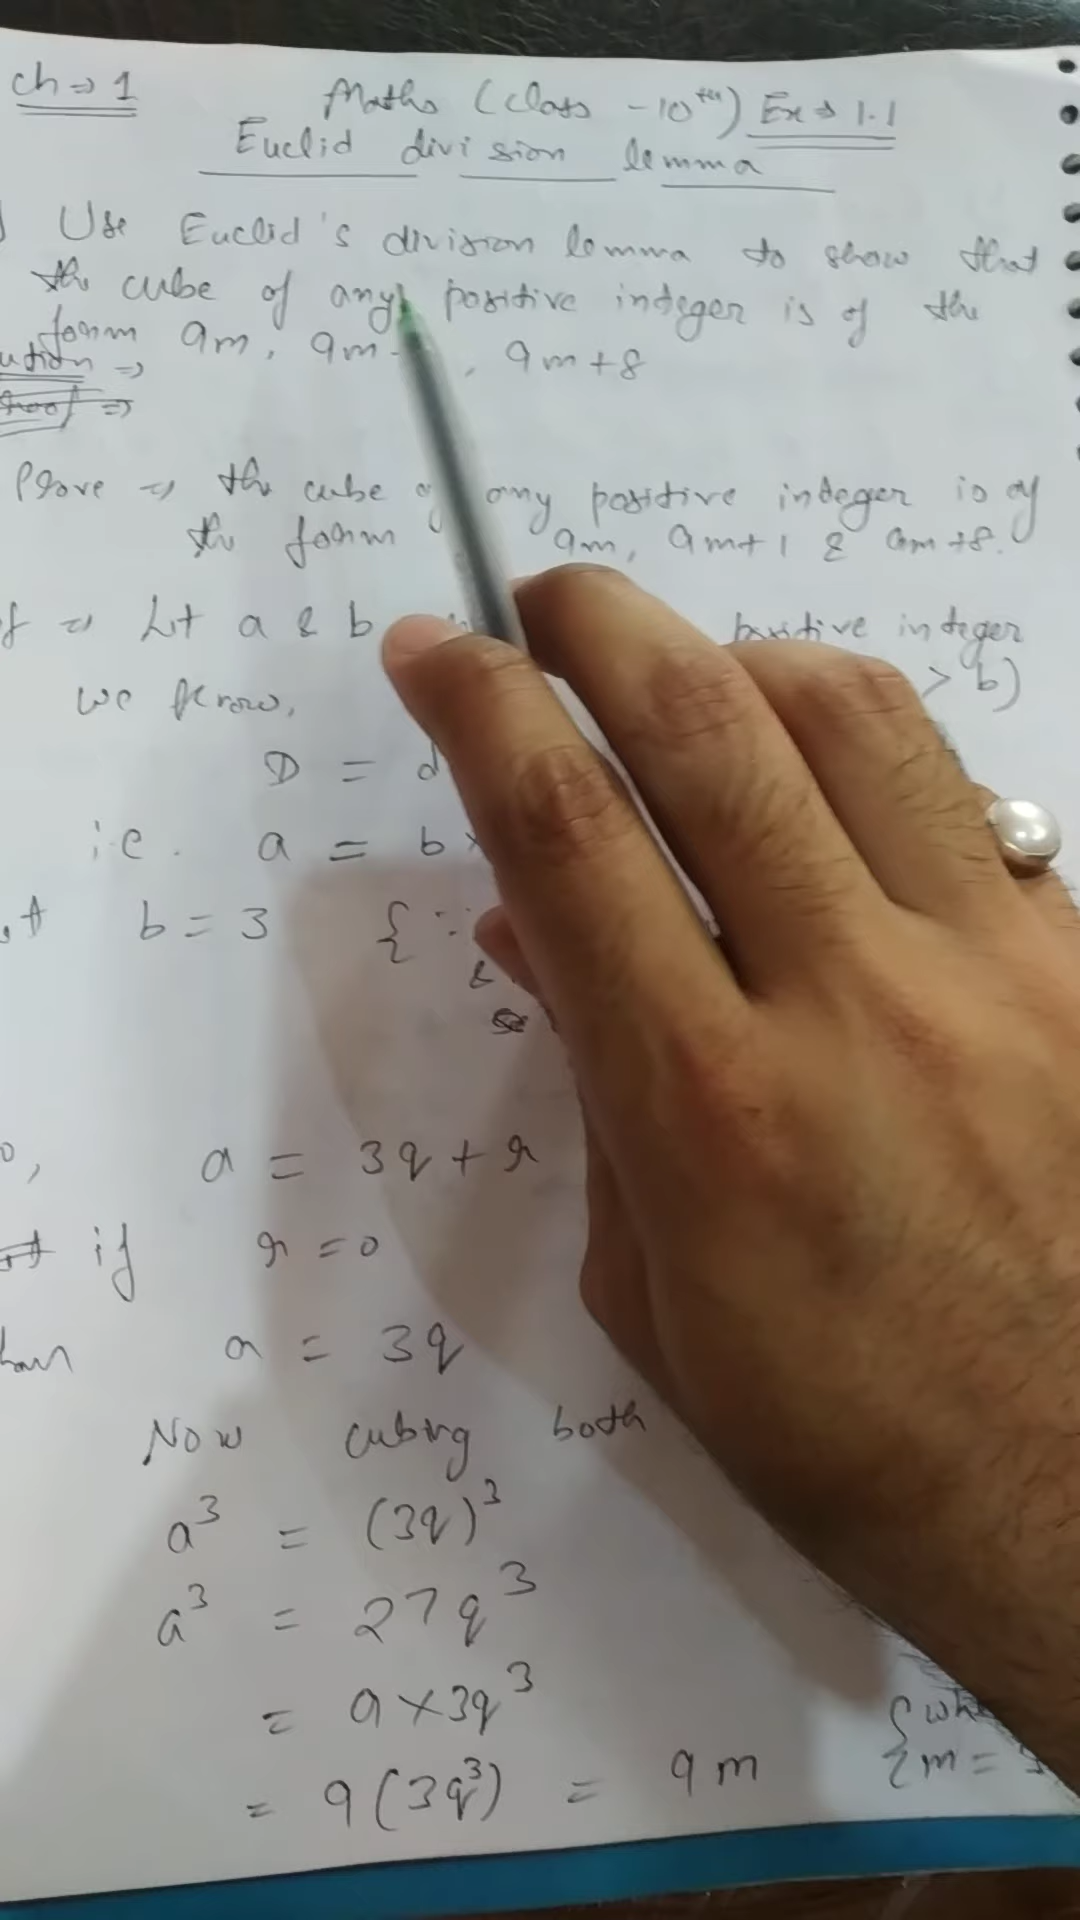 ch ⇒ 1
Maths (class - 10th) Ex ⇒ 1.1
Euclid division lemma
Use Euclid's division lemma to show that
the cube of any positive integer is of the
form 9m, 9m , 9m+8
ution ⇒
Proof ⇒
Prove ⇒ the cube any positive integer is of
the form 9m, 9m+1 & 9m+8.
f ⇒ Let a & b positive integer
> b)
we know,
D = d
i.e. a = b ×
b = 3 { ∵
&
a = 3q + r
if r = 0
a = 3q
Now cubing both
a³ = (3q)³
a³ = 27q³
= 9×3q³
= 9(3q³) = 9m
{ m =